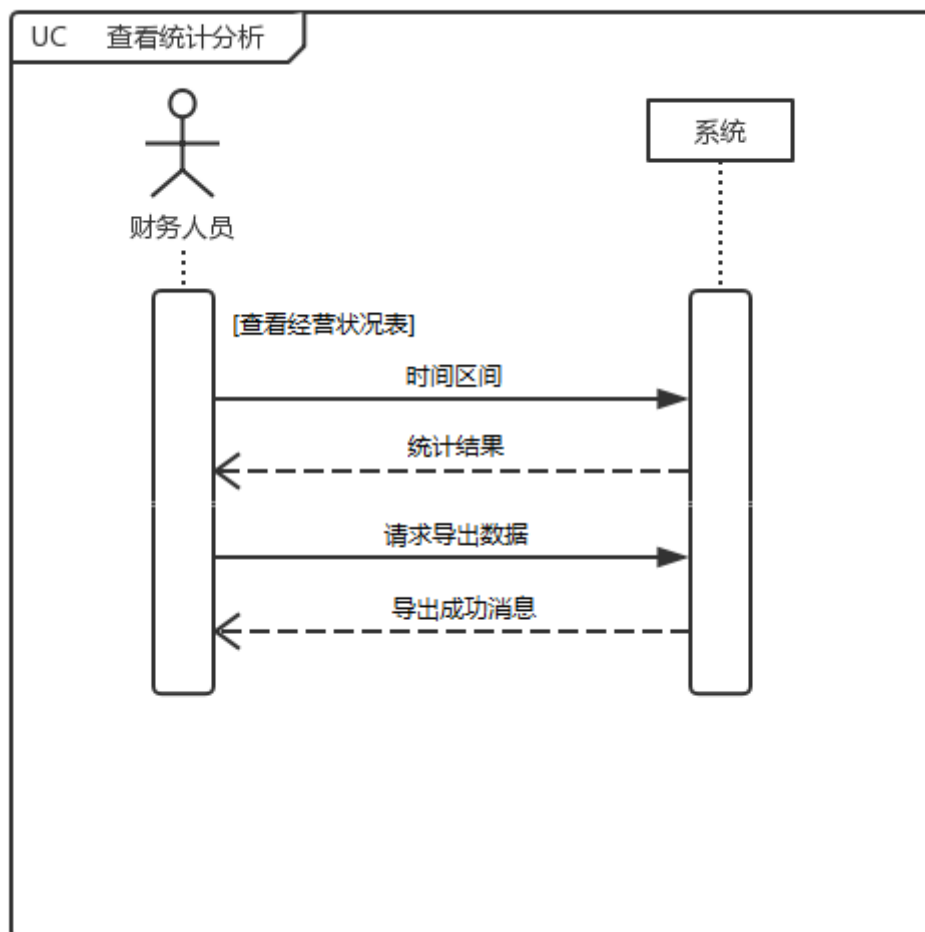 UC 查看统计分析
系统
财务人员
[查看经营状况表]
时间区间
统计结果
请求导出数据
导出成功消息